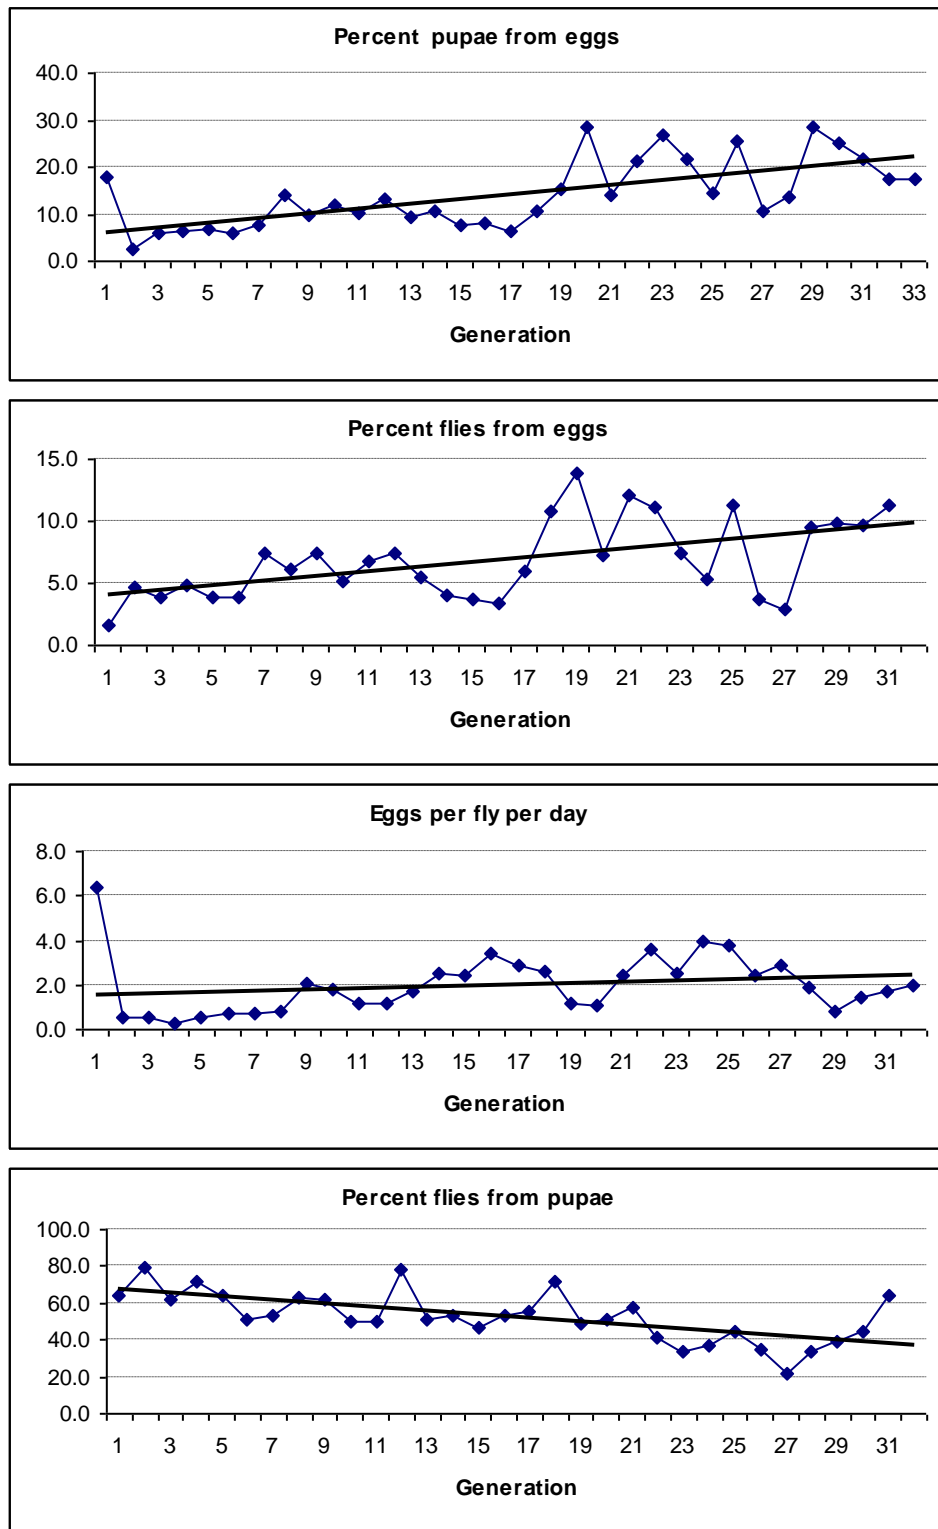 Percent pupae from eggs
40.0
30.0
20.0
10.0
0.0
1 3 5 7 9 11 13 15 17 19 21 23 25 27 29 31 33
Generation
Percent flies from eggs
15.0
10.0
5.0
0.0
1 3 5 7 9 11 13 15 17 19 21 23 25 27 29 31
Generation
Eggs per fly per day
8.0
6.0
4.0
2.0
0.0
1 3 5 7 9 11 13 15 17 19 21 23 25 27 29 31
Generation
Percent flies from pupae
100.0
80.0
60.0
40.0
20.0
0.0
1 3 5 7 9 11 13 15 17 19 21 23 25 27 29 31
Generation